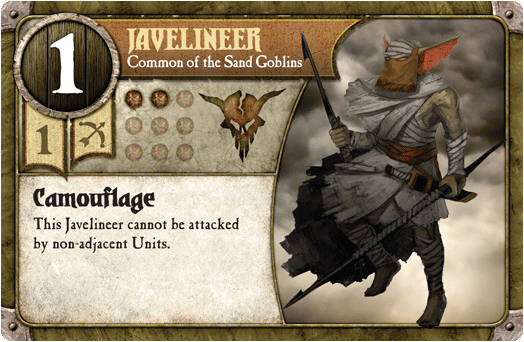 1
JAVELINEER
Common of the Sand Goblins
1
Camouflage
This Javelineer cannot be attacked
by non-adjacent Units.